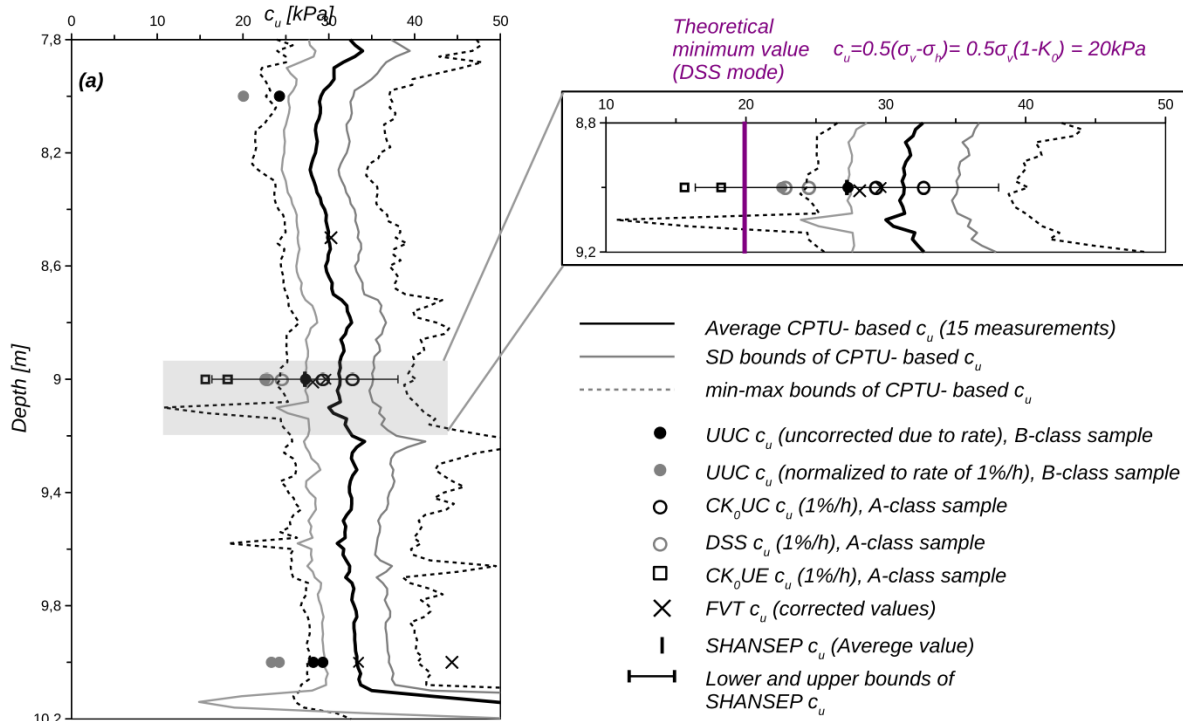 c_u [kPa]
0 10 20 30 40 50
7,8
(a)
8,2
8,6
9
9,4
9,8
10,2
Depth [m]
Theoretical
minimum value
(DSS mode)
c_u=0.5(σ_v-σ_h)= 0.5σ_v(1-K_0) = 20kPa
10 20 30 40 50
8,8
9,2
Average CPTU- based c_u (15 measurements)
SD bounds of CPTU- based c_u
min-max bounds of CPTU- based c_u
UUC c_u (uncorrected due to rate), B-class sample
UUC c_u (normalized to rate of 1%/h), B-class sample
CK_0UC c_u (1%/h), A-class sample
DSS c_u (1%/h), A-class sample
CK_0UE c_u (1%/h), A-class sample
FVT c_u (corrected values)
SHANSEP c_u (Averege value)
Lower and upper bounds of
SHANSEP c_u